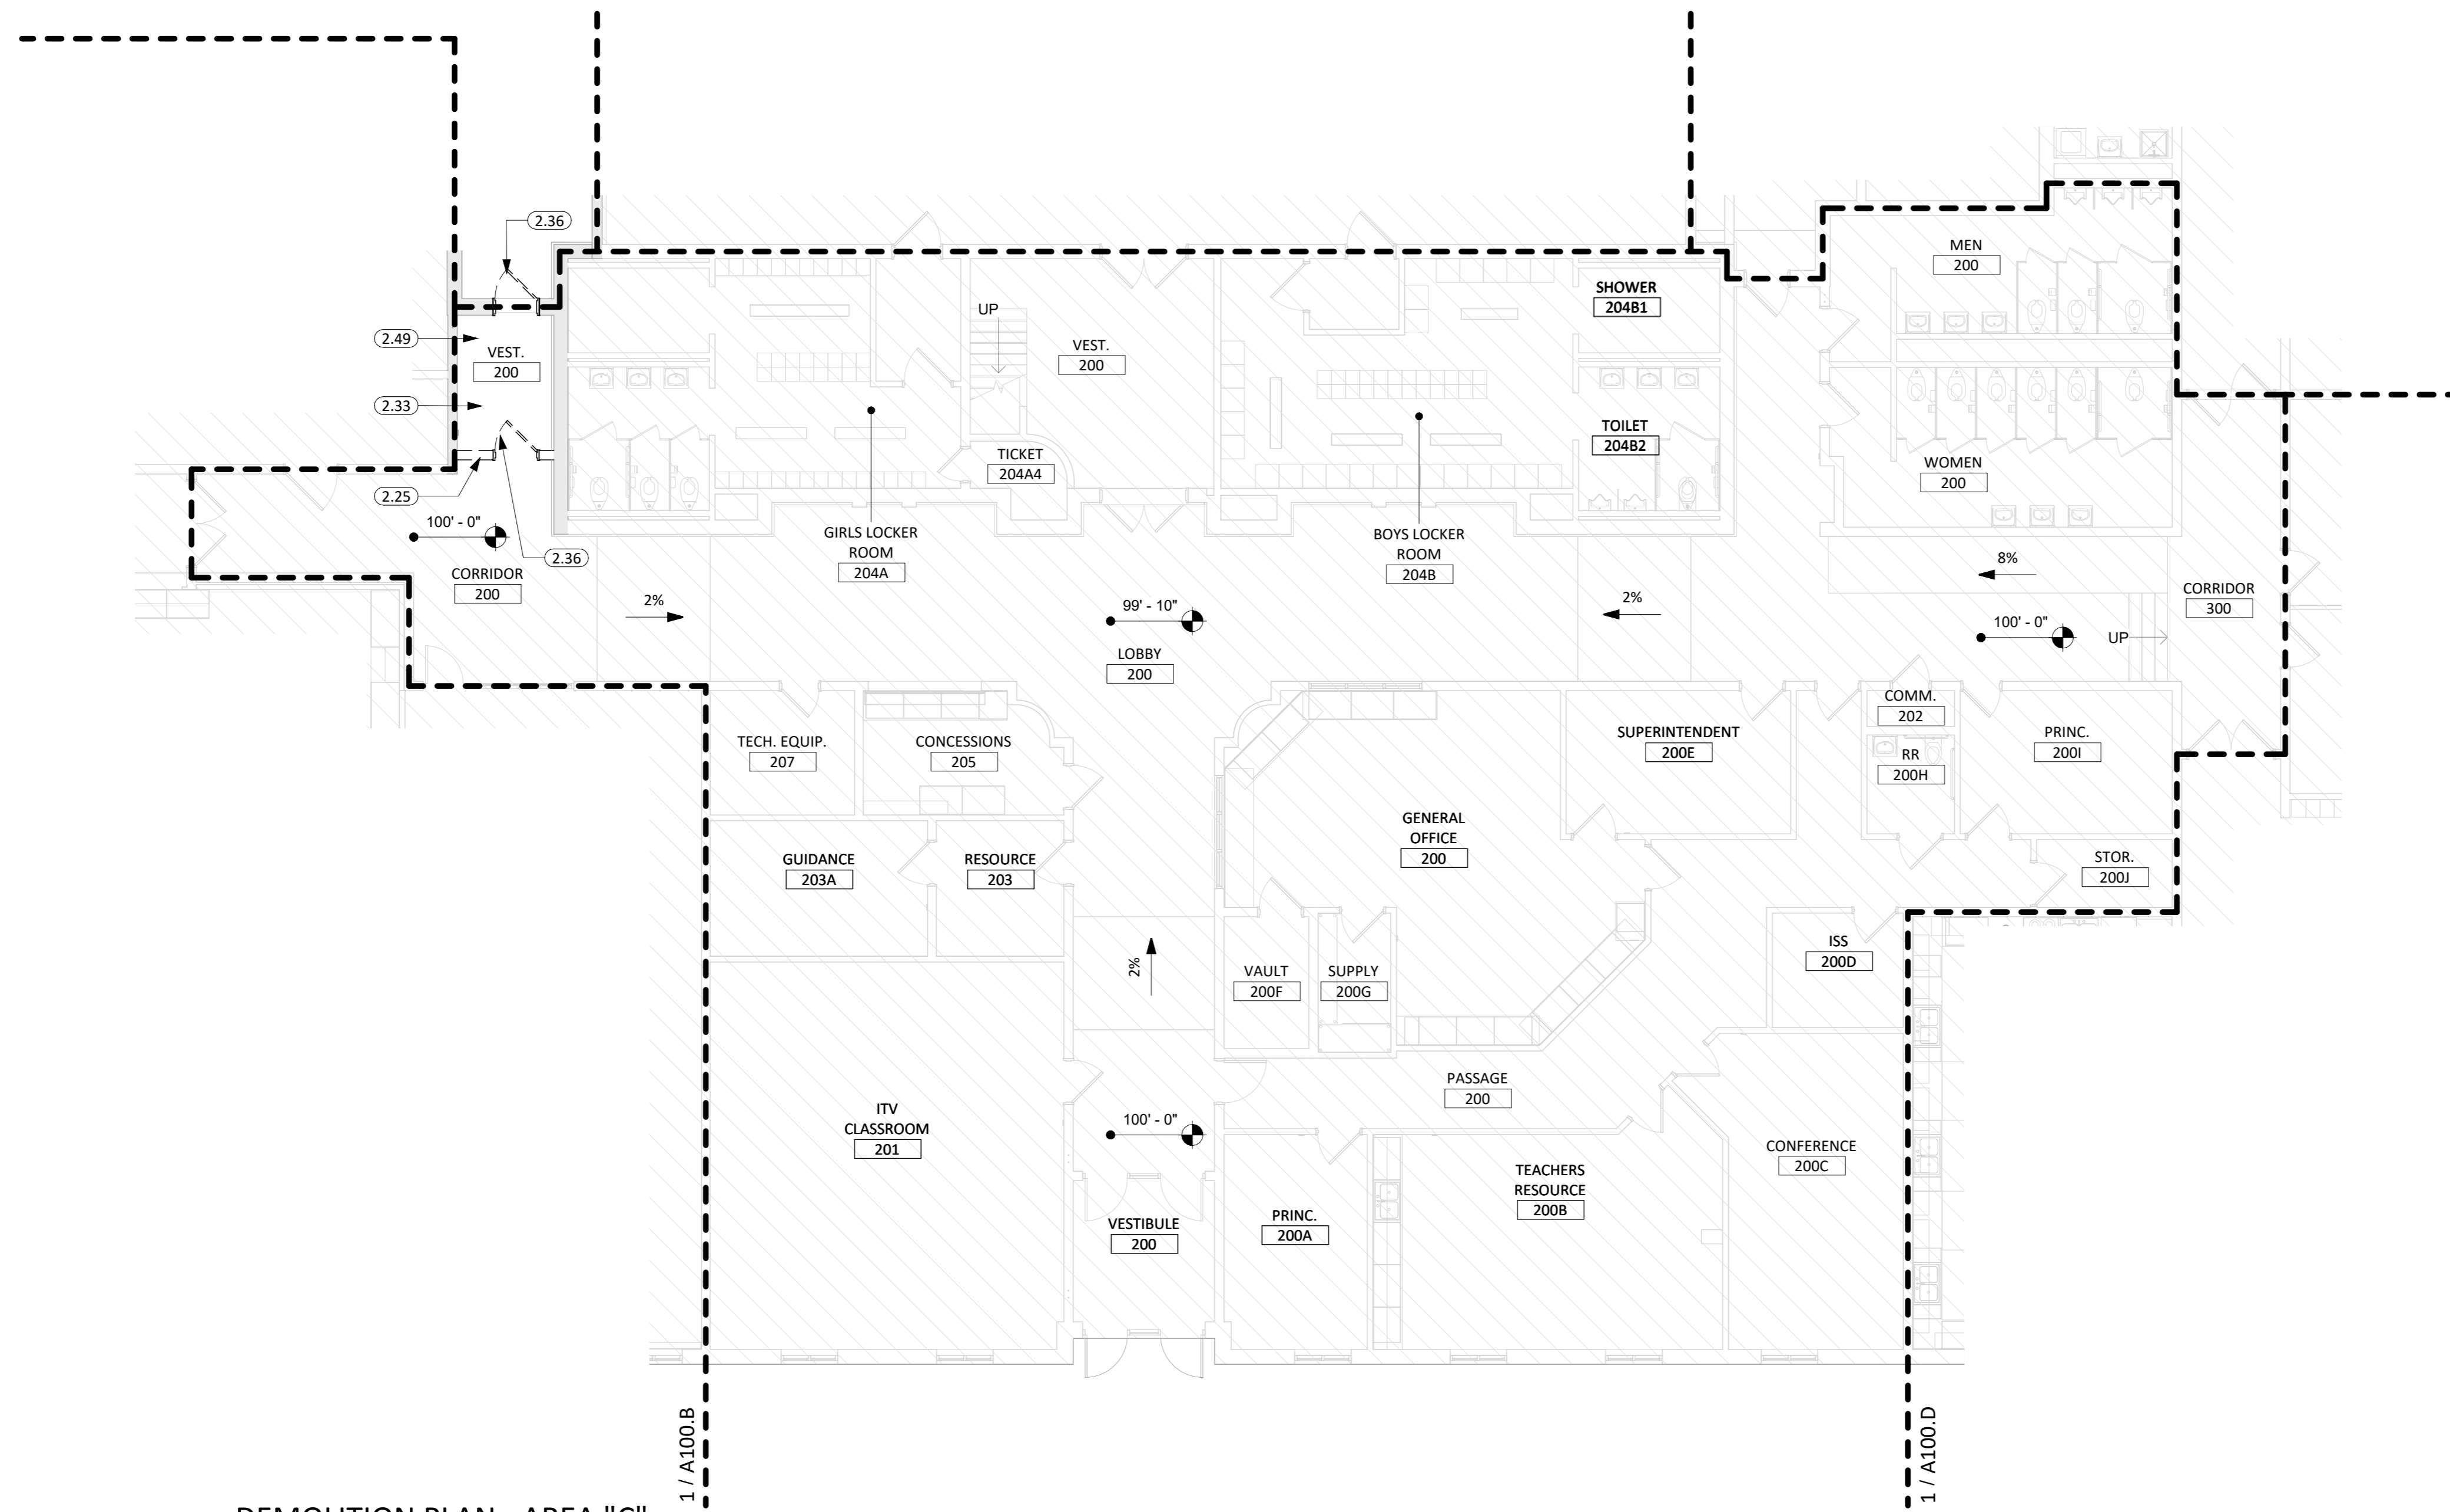 2.36
MEN
200
SHOWER
204B1
UP
2.49
VEST.
200
VEST.
200
2.33
TOILET
204B2
TICKET
204A4
WOMEN
200
2.25
100' - 0"
GIRLS LOCKER
ROOM
204A
BOYS LOCKER
ROOM
204B
2.36
8%
CORRIDOR
200
CORRIDOR
300
2%
99' - 10"
2%
100' - 0"
UP
LOBBY
200
COMM.
202
TECH. EQUIP.
207
CONCESSIONS
205
SUPERINTENDENT
200E
PRINC.
200I
RR
200H
GENERAL
OFFICE
200
GUIDANCE
203A
RESOURCE
203
STOR.
200J
2%
VAULT
200F
SUPPLY
200G
ISS
200D
PASSAGE
200
ITV
CLASSROOM
201
100' - 0"
CONFERENCE
200C
TEACHERS
RESOURCE
200B
VESTIBULE
200
PRINC.
200A
1 / A100.B
1 / A100.D
DEMOLITION PLAN - AREA "C"